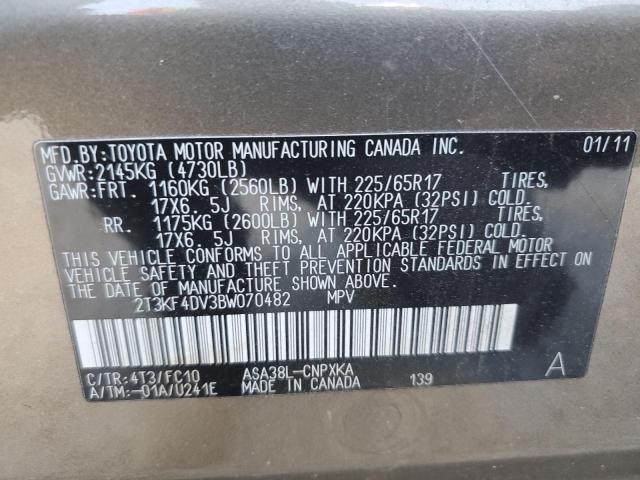 MFD.BY:TOYOTA MOTOR MANUFACTURING CANADA INC. 01/11
GVWR:2145KG (4730LB)
GAWR:FRT. 1160KG (2560LB) WITH 225/65R17 TIRES,
17X6. 5J RIMS, AT 220KPA (32PSI) COLD.
RR. 1175KG (2600LB) WITH 225/65R17 TIRES,
17X6. 5J RIMS, AT 220KPA (32PSI) COLD.
THIS VEHICLE CONFORMS TO ALL APPLICABLE FEDERAL MOTOR
VEHICLE SAFETY AND THEFT PREVENTION STANDARDS IN EFFECT ON
THE DATE OF MANUFACTURE SHOWN ABOVE.
2T3KF4DV3BW070482 MPV
C/TR:4T3/FC10 ASA38L-CNPXKA A
A/TM:-01A/U241E MADE IN CANADA 139